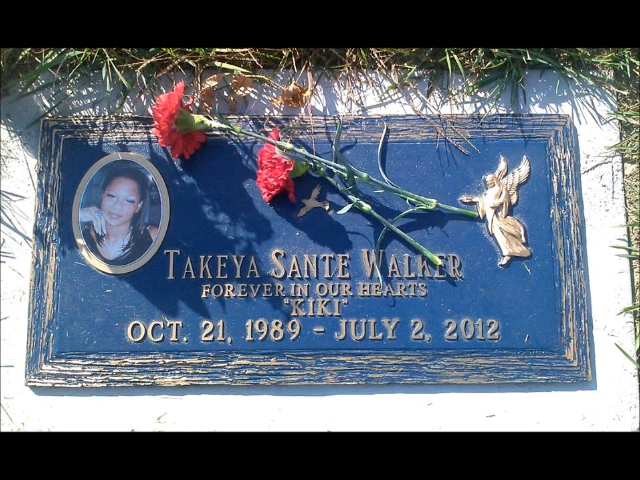 TAKEYA SANTE WALKER
FOREVER IN OUR HEARTS
"KIKI"
OCT. 21, 1989 - JULY 2, 2012